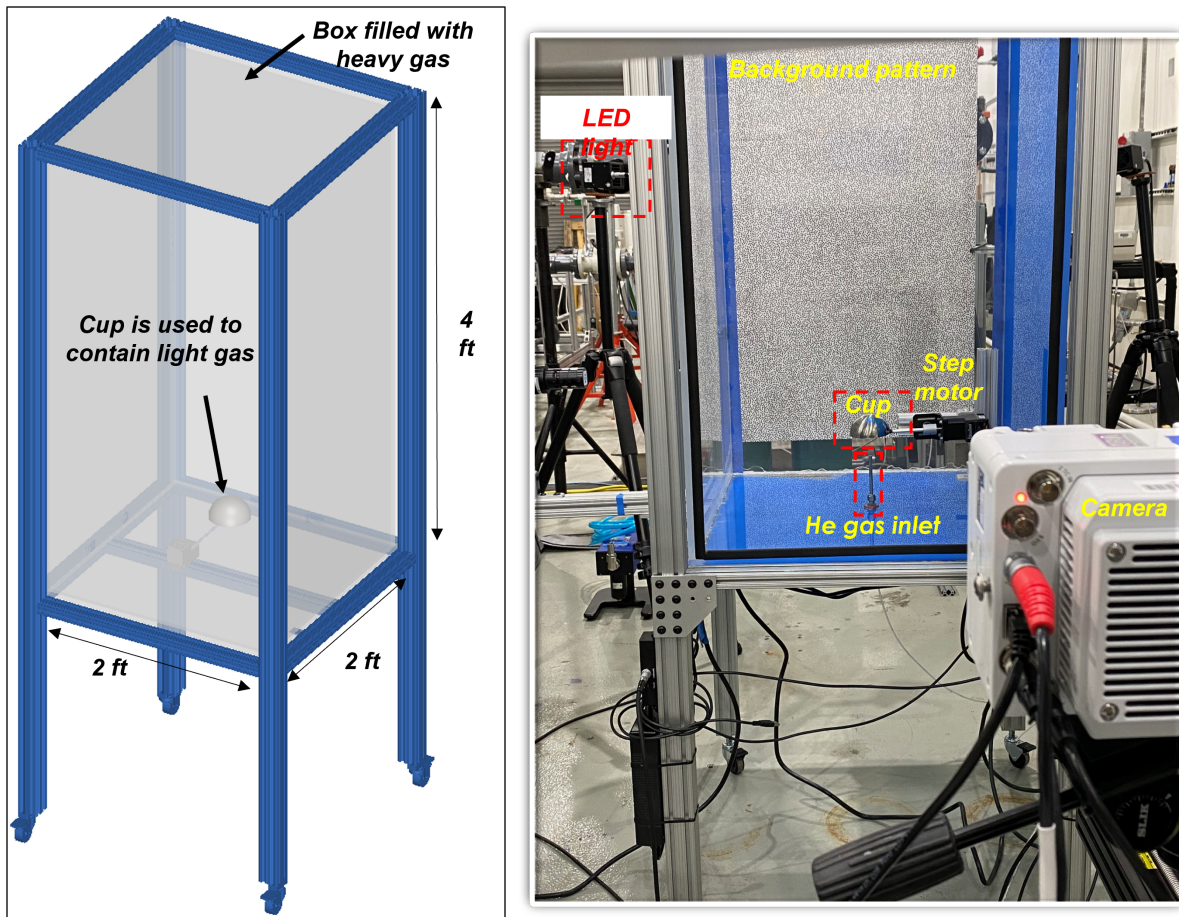 Box filled with
heavy gas
Cup is used to
contain light gas
4
ft
2 ft
2 ft
Background pattern
LED
light
Step
motor
Cup
He gas inlet
Camera
SLIK